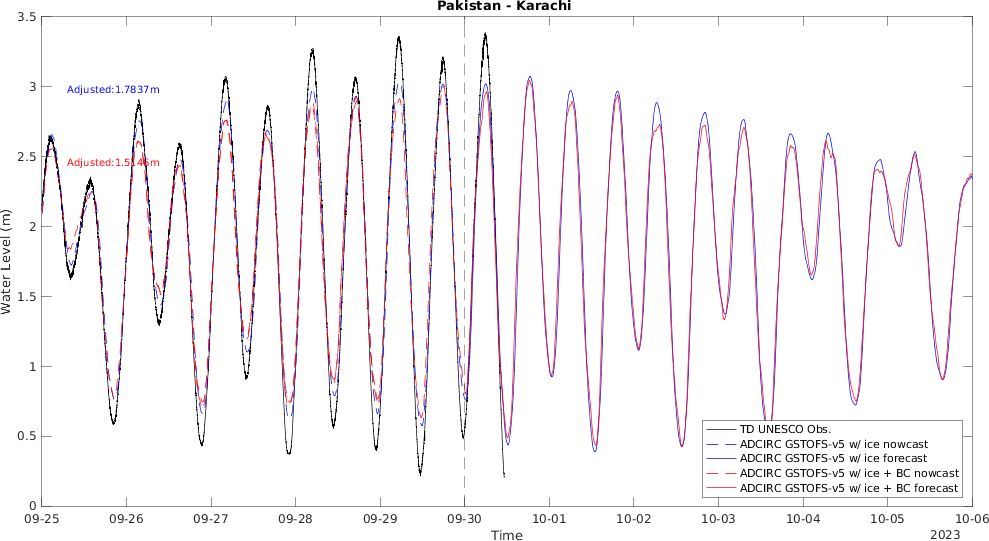 Pakistan - Karachi
3.5
3
2.5
2
1.5
1
0.5
0
Water Level (m)
Adjusted:1.7837m
Adjusted:1.5146m
TD UNESCO Obs.
ADCIRC GSTOFS-v5 w/ ice nowcast
ADCIRC GSTOFS-v5 w/ ice forecast
ADCIRC GSTOFS-v5 w/ ice + BC nowcast
ADCIRC GSTOFS-v5 w/ ice + BC forecast
09-25 09-26 09-27 09-28 09-29 09-30 10-01 10-02 10-03 10-04 10-05 10-06
Time
2023